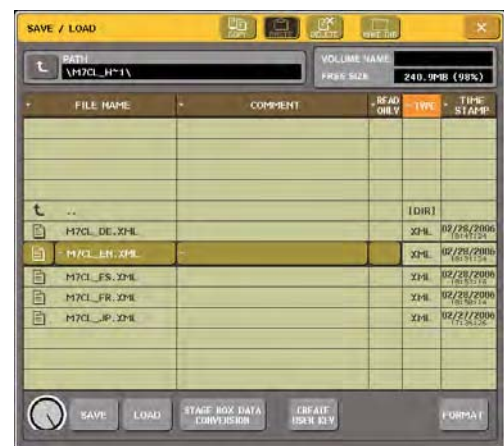 SAVE / LOAD
COPY PASTE DELETE MAKE DIR
PATH
\M7CL_H~1\
VOLUME NAME
FREE SIZE 240.9MB (98%)
FILE NAME COMMENT READ ONLY TYPE TIME STAMP
.. [DIR]
M7CL_DE.XML XML 02/28/2006
M7CL_EN.XML XML 02/28/2006
M7CL_ES.XML XML 02/28/2006
M7CL_FR.XML XML 02/28/2006
M7CL_JP.XML XML 02/27/2006
SAVE LOAD STAGE BOX DATA CONVERSION CREATE USER KEY FORMAT